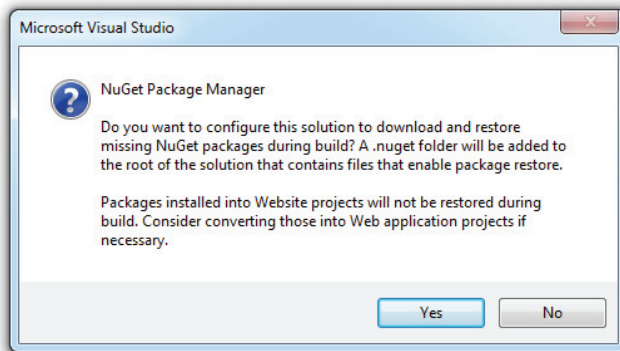 Microsoft Visual Studio
NuGet Package Manager
Do you want to configure this solution to download and restore
missing NuGet packages during build? A .nuget folder will be added to
the root of the solution that contains files that enable package restore.
Packages installed into Website projects will not be restored during
build. Consider converting those into Web application projects if
necessary.
Yes
No